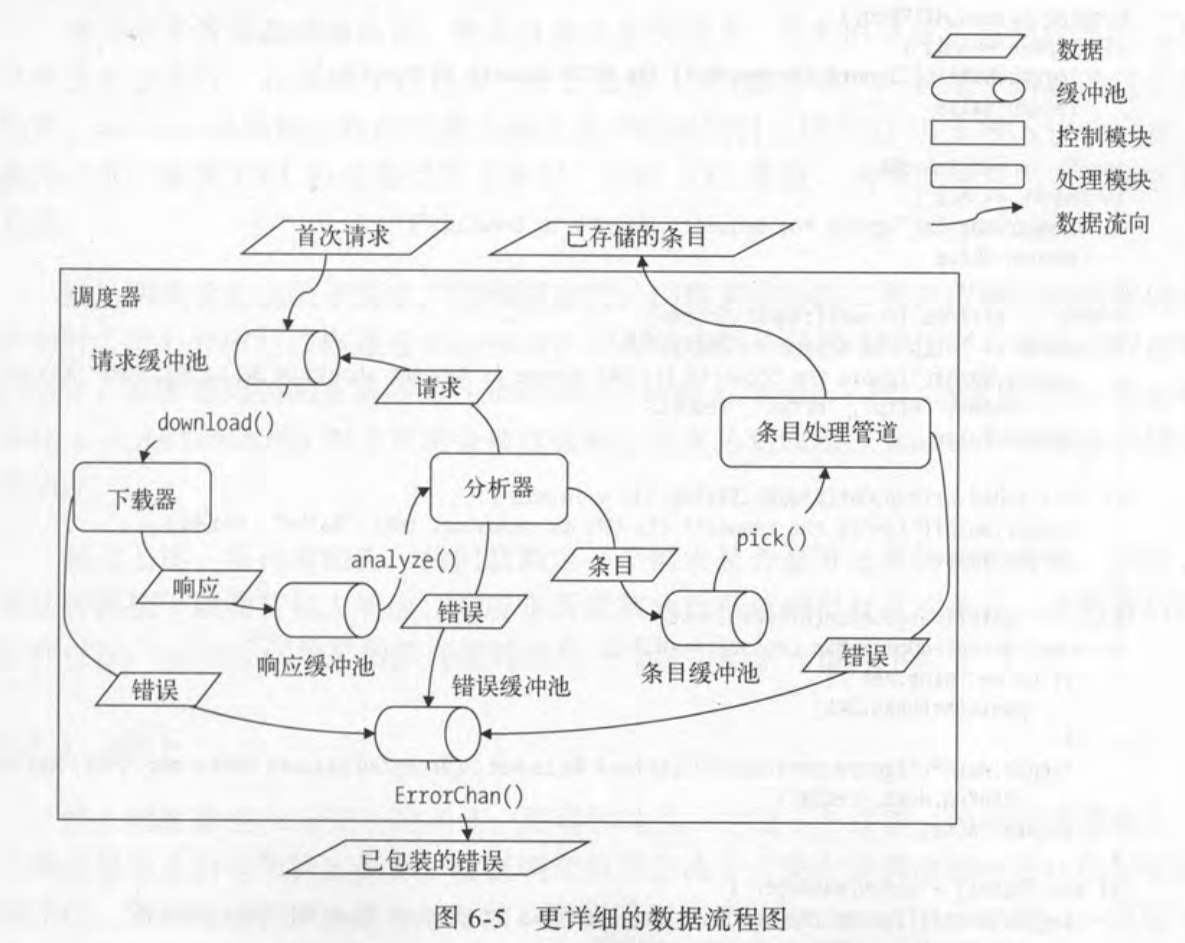 数据
缓冲池
控制模块
处理模块
数据流向
首次请求
已存储的条目
调度器
请求缓冲池
请求
download()
条目处理管道
下载器
分析器
pick()
analyze()
响应
条目
错误
错误
响应缓冲池
错误缓冲池
条目缓冲池
错误
ErrorChan()
已包装的错误
图 6-5 更详细的数据流程图